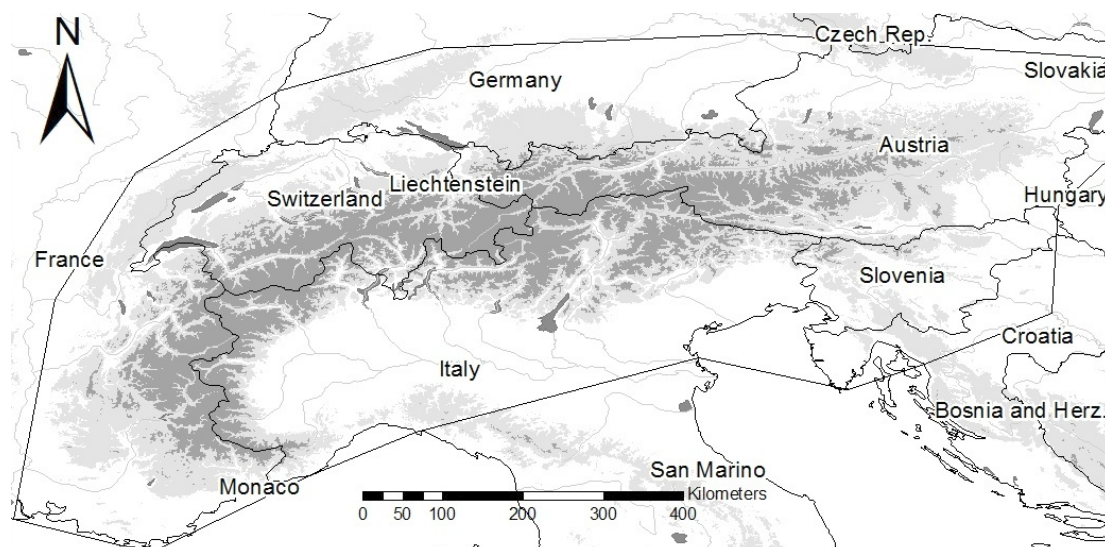 N
Czech Rep.
Germany
Slovakia
Austria
Liechtenstein
Switzerland
Hungary
France
Slovenia
Croatia
Italy
Bosnia and Herz.
San Marino
Monaco
Kilometers
0 50 100 200 300 400